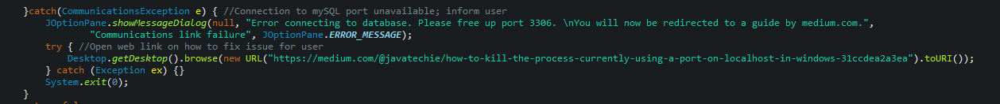 }catch(CommunicationsException e) { //Connection to mySQL port unavailable; inform user
JOptionPane.showMessageDialog(null, "Error connecting to database. Please free up port 3306. \nYou will now be redirected to a guide by medium.com.",
"Communications link failure", JOptionPane.ERROR_MESSAGE);
try { //Open web link on how to fix issue for user
Desktop.getDesktop().browse(new URL("https://medium.com/@javatechie/how-to-kill-the-process-currently-using-a-port-on-localhost-in-windows-31ccdea2a3ea").toURI());
} catch (Exception ex) {}
System.exit(0);
}